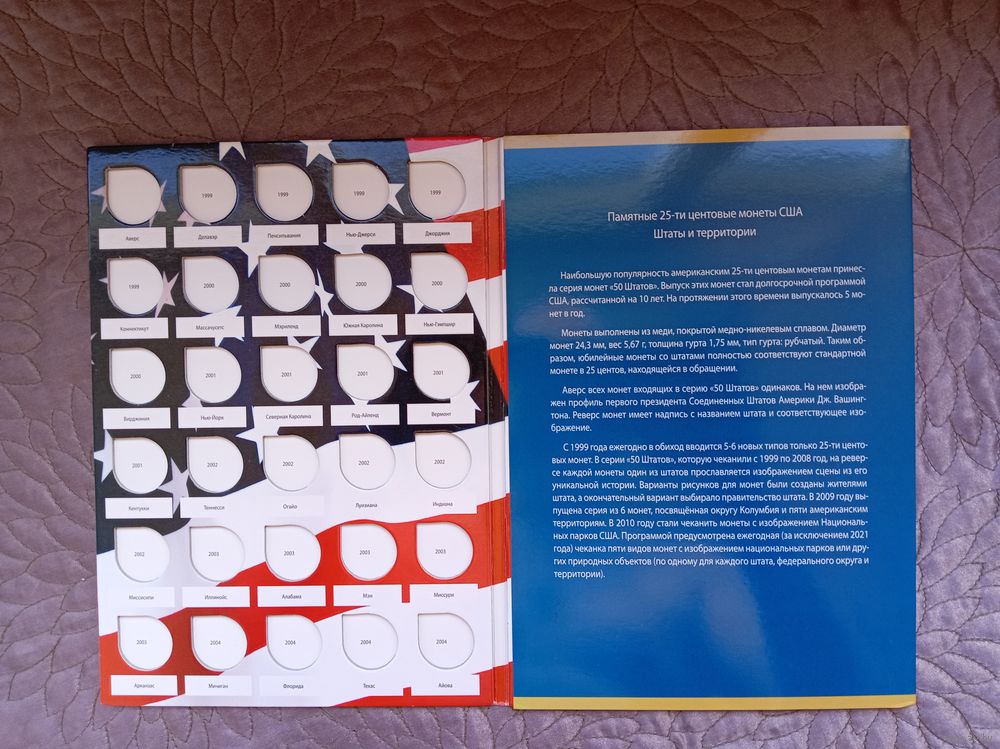 1999
1999
1999
1999
Аверс
Делавэр
Пенсильвания
Нью-Джерси
Джорджия
1999
2000
2000
2000
2000
Коннектикут
Массачусетс
Мэриленд
Южная Каролина
Нью-Гэмпшир
2000
2001
2001
2001
2001
Вирджиния
Нью-Йорк
Северная Каролина
Род-Айленд
Вермонт
2001
2002
2002
2002
2002
Кентукки
Теннесси
Огайо
Луизиана
Индиана
2002
2003
2003
2003
2003
Миссисипи
Иллинойс
Алабама
Мэн
Миссури
2003
2004
2004
2004
2004
Арканзас
Мичиган
Флорида
Техас
Айова
Памятные 25-ти центовые монеты США
Штаты и территории
Наибольшую популярность американским 25-ти центовым монетам принес-
ла серия монет «50 Штатов». Выпуск этих монет стал долгосрочной программой
США, рассчитанной на 10 лет. На протяжении этого времени выпускалось 5 мо-
нет в год.
Монеты выполнены из меди, покрытой медно-никелевым сплавом. Диаметр
монет 24,3 мм, вес 5,67 г, толщина гурта 1,75 мм, тип гурта: рубчатый. Таким об-
разом, юбилейные монеты со штатами полностью соответствуют стандартной
монете в 25 центов, находящейся в обращении.
Аверс всех монет входящих в серию «50 Штатов» одинаков. На нем изобра-
жен профиль первого президента Соединенных Штатов Америки Дж. Вашинг-
тона. Реверс монет имеет надпись с названием штата и соответствующее изо-
бражение.
С 1999 года ежегодно в обиход вводится 5-6 новых типов только 25-ти центо-
вых монет. В серии «50 Штатов», которую чеканили с 1999 по 2008 год, на ревер-
се каждой монеты один из штатов прославляется изображением сцены из его
уникальной истории. Варианты рисунков для монет были созданы жителями
штата, а окончательный вариант выбирало правительство штата. В 2009 году вы-
пущена серия из 6 монет, посвящённая округу Колумбия и пяти американским
территориям. В 2010 году стали чеканить монеты с изображением Националь-
ных парков США. Программой предусмотрена ежегодная (за исключением 2021
года) чеканка пяти видов монет с изображением национальных парков или дру-
гих природных объектов (по одному для каждого штата, федерального округа и
территории).